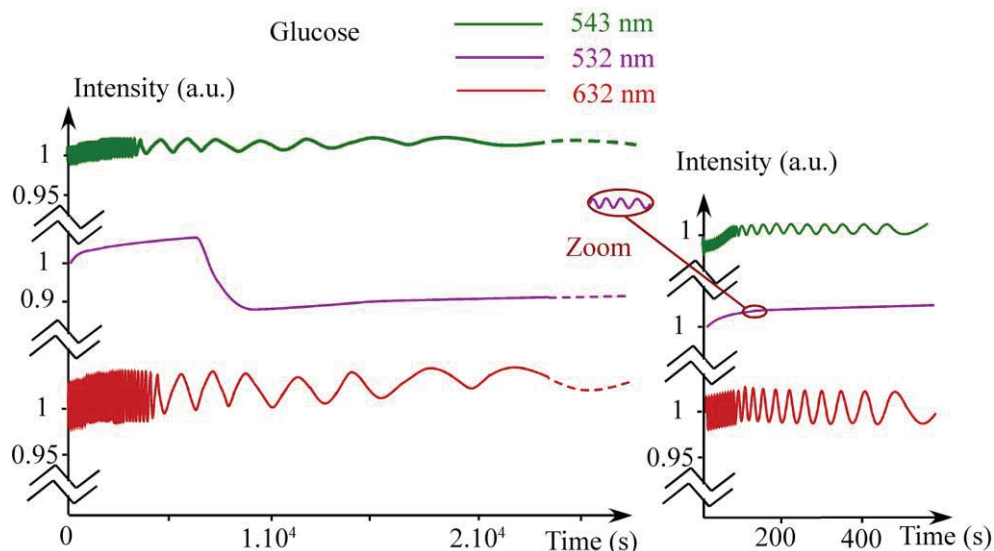 Glucose
543 nm
532 nm
632 nm
Intensity (a.u.)
1
0.95
1
0.9
1
0.95
0
1.10⁴
2.10⁴
Time (s)
Zoom
Intensity (a.u.)
1
1
1
0.95
200
400
Time (s)